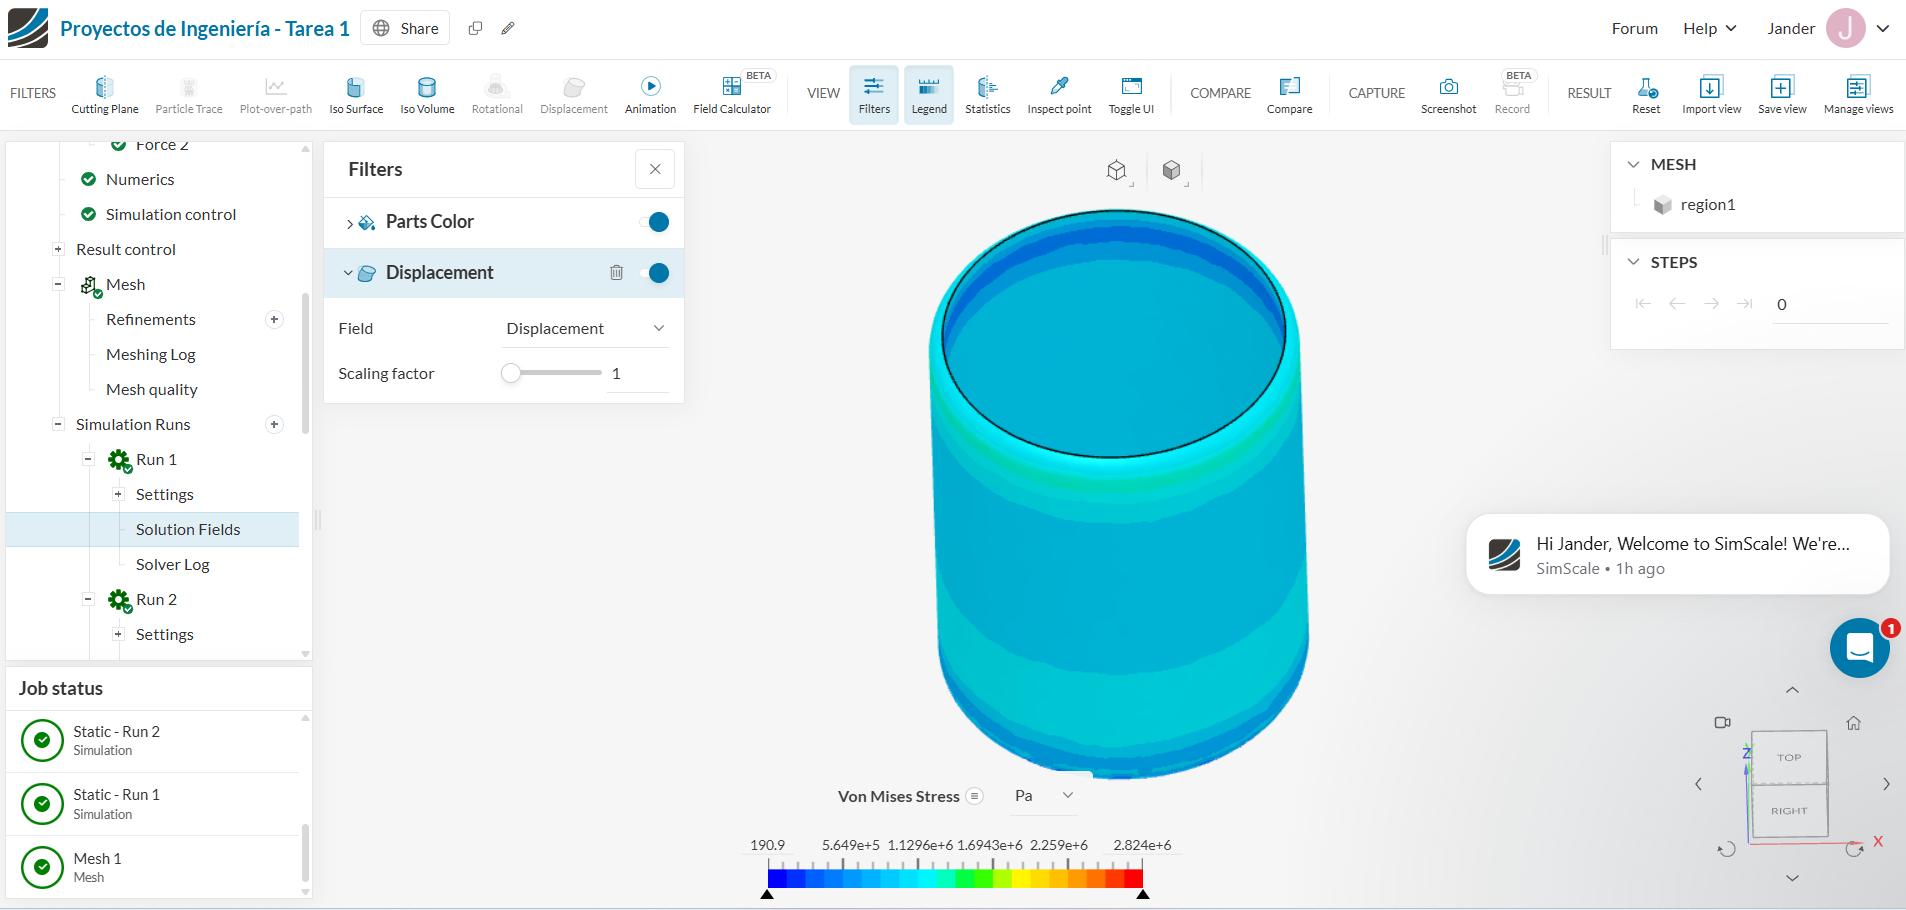 Proyectos de Ingeniería - Tarea 1
Share
Forum
Help
Jander
J
FILTERS
Cutting Plane
Particle Trace
Plot-over-path
Iso Surface
Iso Volume
Rotational
Displacement
Animation
BETA
Field Calculator
VIEW
Filters
Legend
Statistics
Inspect point
Toggle UI
COMPARE
Compare
CAPTURE
Screenshot
BETA
Record
RESULT
Reset
Import view
Save view
Manage views
Force 2
Numerics
Simulation control
Result control
Mesh
Refinements
Meshing Log
Mesh quality
Simulation Runs
Run 1
Settings
Solution Fields
Solver Log
Run 2
Settings
Job status
Static - Run 2
Simulation
Static - Run 1
Simulation
Mesh 1
Mesh
Filters
Parts Color
Displacement
Field
Displacement
Scaling factor
1
Von Mises Stress
Pa
190.9 5.649e+5 1.1296e+6 1.6943e+6 2.259e+6 2.824e+6
MESH
region1
STEPS
0
Hi Jander, Welcome to SimScale! We're...
SimScale • 1h ago
1
Z
TOP
RIGHT
X